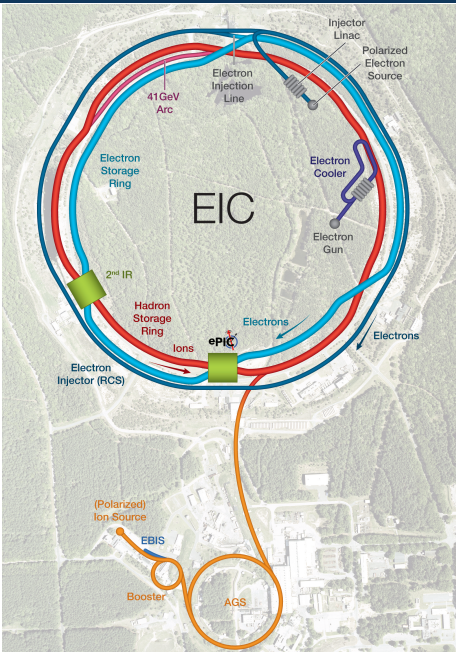 Injector
Linac
Polarized
Electron
Source
Electron
Injection
Line
41GeV
Arc
Electron
Storage
Ring
Electron
Cooler
EIC
Electron
Gun
2nd IR
Hadron
Storage
Ring
Ions
ePIC
Electrons
Electrons
Electron
Injector (RCS)
(Polarized)
Ion Source
EBIS
Booster
AGS